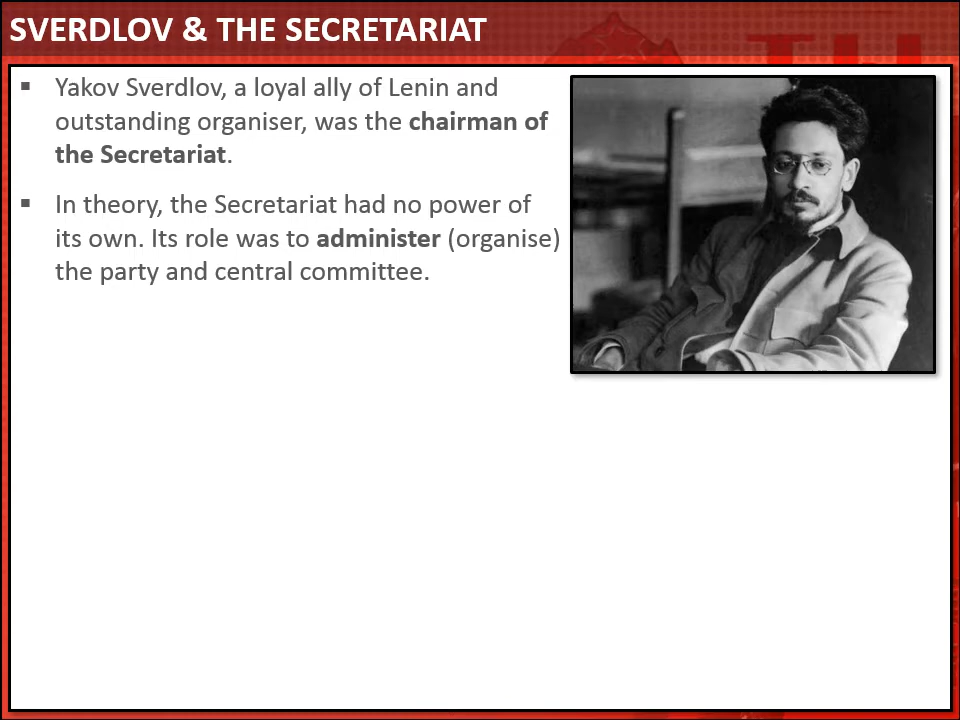 SVERDLOV & THE SECRETARIAT
▪ Yakov Sverdlov, a loyal ally of Lenin and
outstanding organiser, was the chairman of
the Secretariat.
▪ In theory, the Secretariat had no power of
its own. Its role was to administer (organise)
the party and central committee.